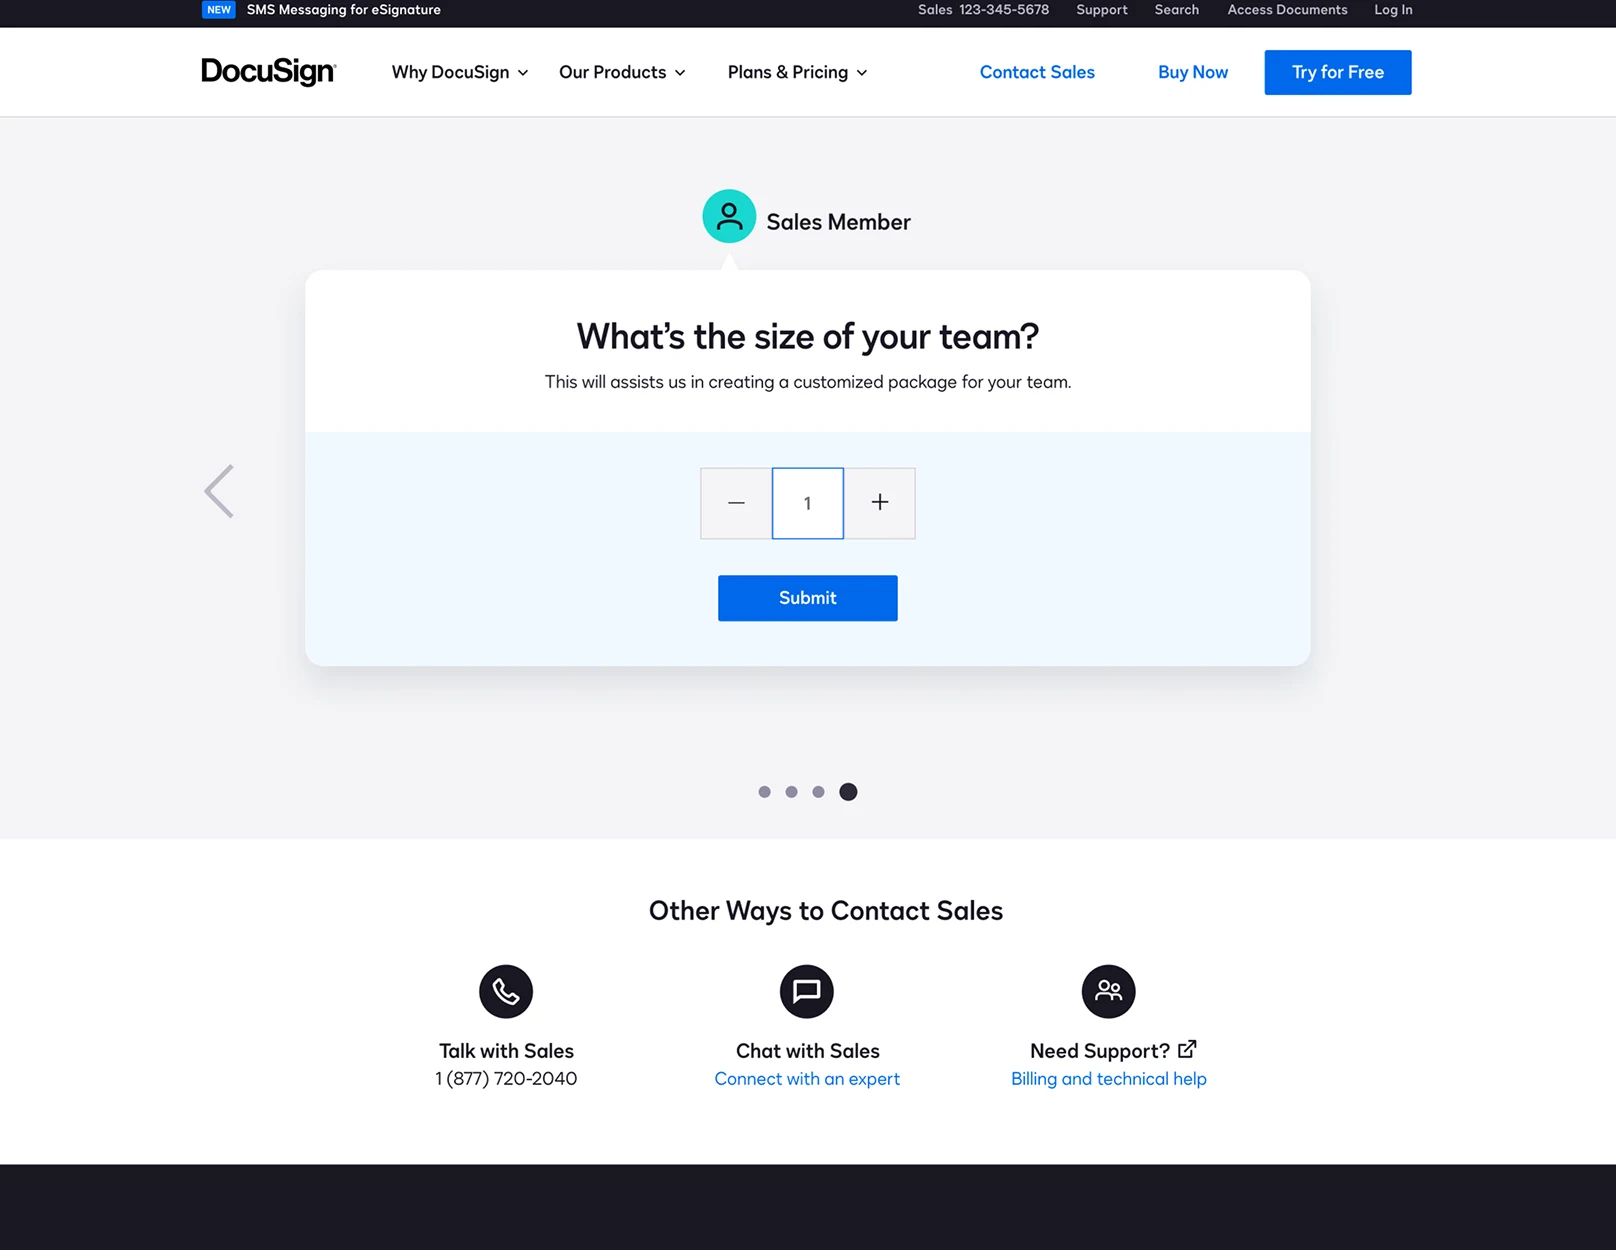 NEW SMS Messaging for eSignature Sales 123-345-5678 Support Search Access Documents Log In
DocuSign Why DocuSign Our Products Plans & Pricing Contact Sales Buy Now Try for Free
Sales Member
What's the size of your team?
This will assists us in creating a customized package for your team.
— 1 +
Submit
Other Ways to Contact Sales
Talk with Sales Chat with Sales Need Support?
1 (877) 720-2040 Connect with an expert Billing and technical help